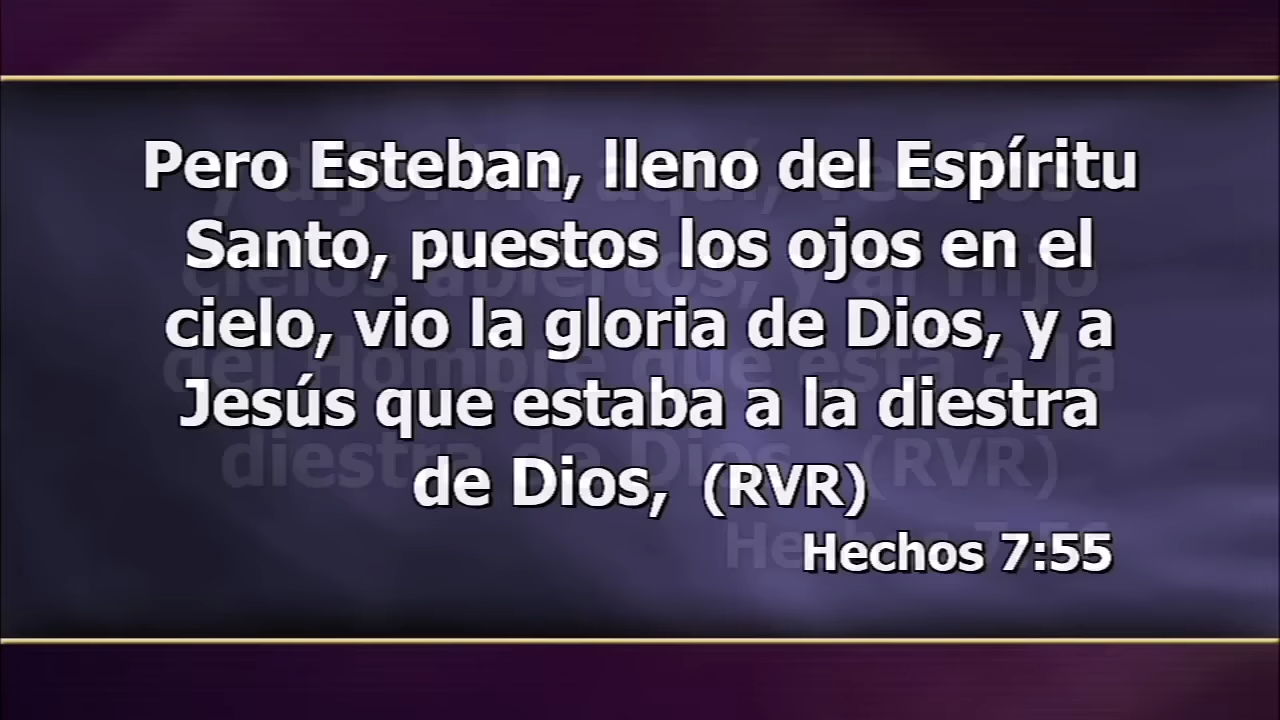 Pero Esteban, lleno del Espíritu
Santo, puestos los ojos en el
cielo, vio la gloria de Dios, y a
Jesús que estaba a la diestra
de Dios, (RVR)
Hechos 7:55